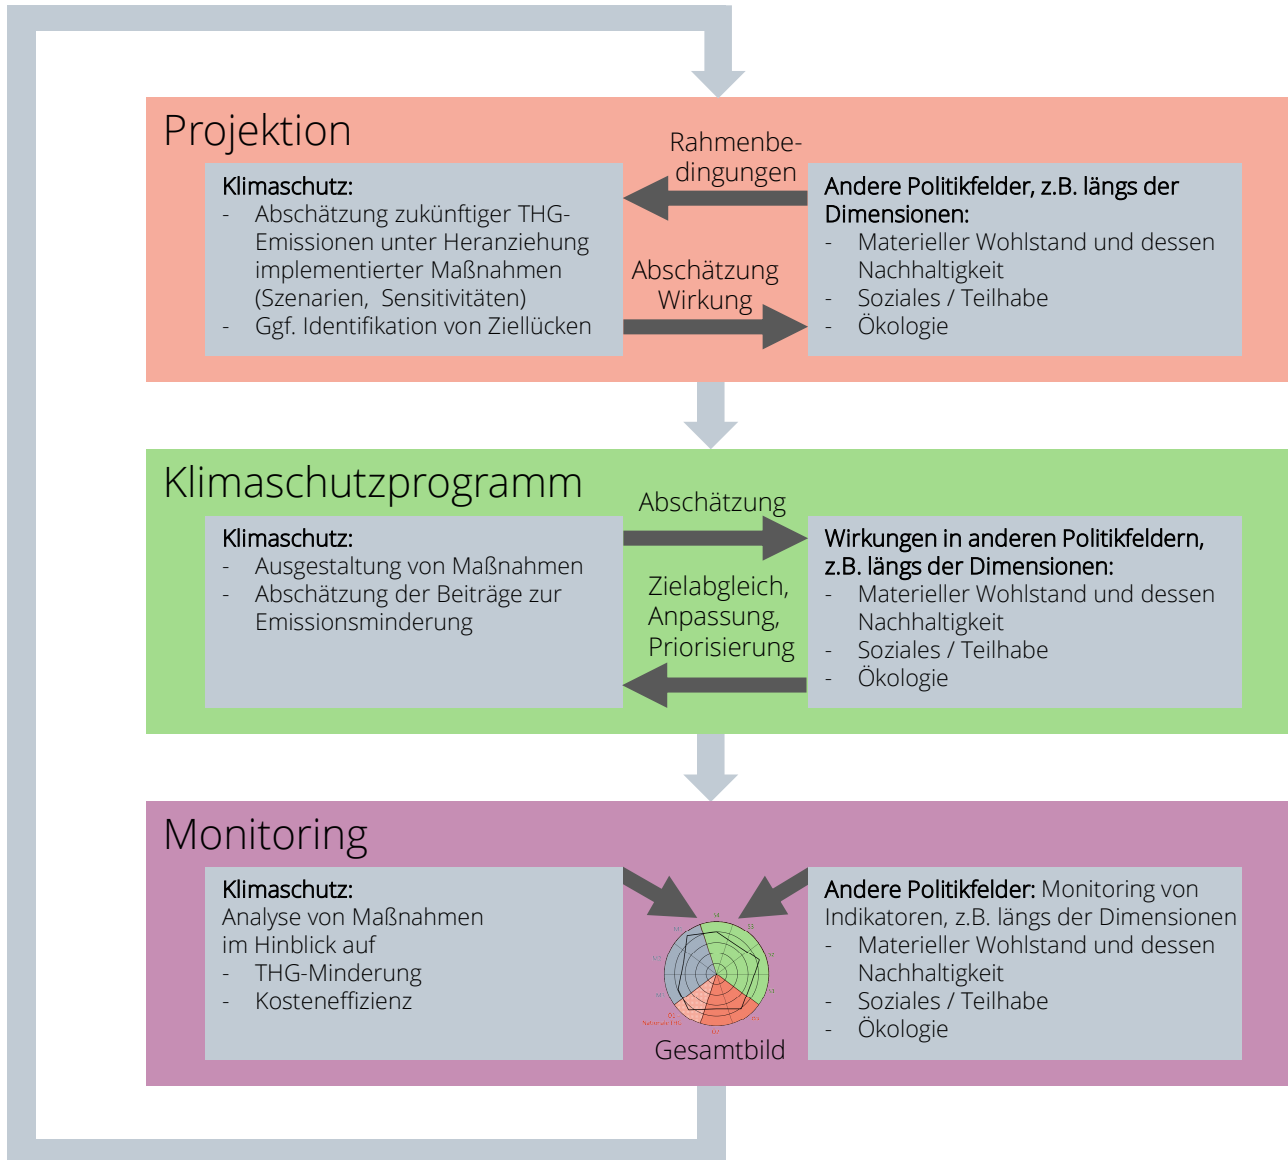 Projektion
Klimaschutz:
- Abschätzung zukünftiger THG-
Emissionen unter Heranziehung
implementierter Maßnahmen
(Szenarien, Sensitivitäten)
- Ggf. Identifikation von Ziellücken
Rahmenbe-
dingungen
Abschätzung
Wirkung
Andere Politikfelder, z.B. längs der
Dimensionen:
- Materieller Wohlstand und dessen
Nachhaltigkeit
- Soziales / Teilhabe
- Ökologie
Klimaschutzprogramm
Klimaschutz:
- Ausgestaltung von Maßnahmen
- Abschätzung der Beiträge zur
Emissionsminderung
Abschätzung
Zielabgleich,
Anpassung,
Priorisierung
Wirkungen in anderen Politikfeldern,
z.B. längs der Dimensionen:
- Materieller Wohlstand und dessen
Nachhaltigkeit
- Soziales / Teilhabe
- Ökologie
Monitoring
Klimaschutz:
Analyse von Maßnahmen
im Hinblick auf
- THG-Minderung
- Kosteneffizienz
Gesamtbild
Andere Politikfelder: Monitoring von
Indikatoren, z.B. längs der Dimensionen
- Materieller Wohlstand und dessen
Nachhaltigkeit
- Soziales / Teilhabe
- Ökologie